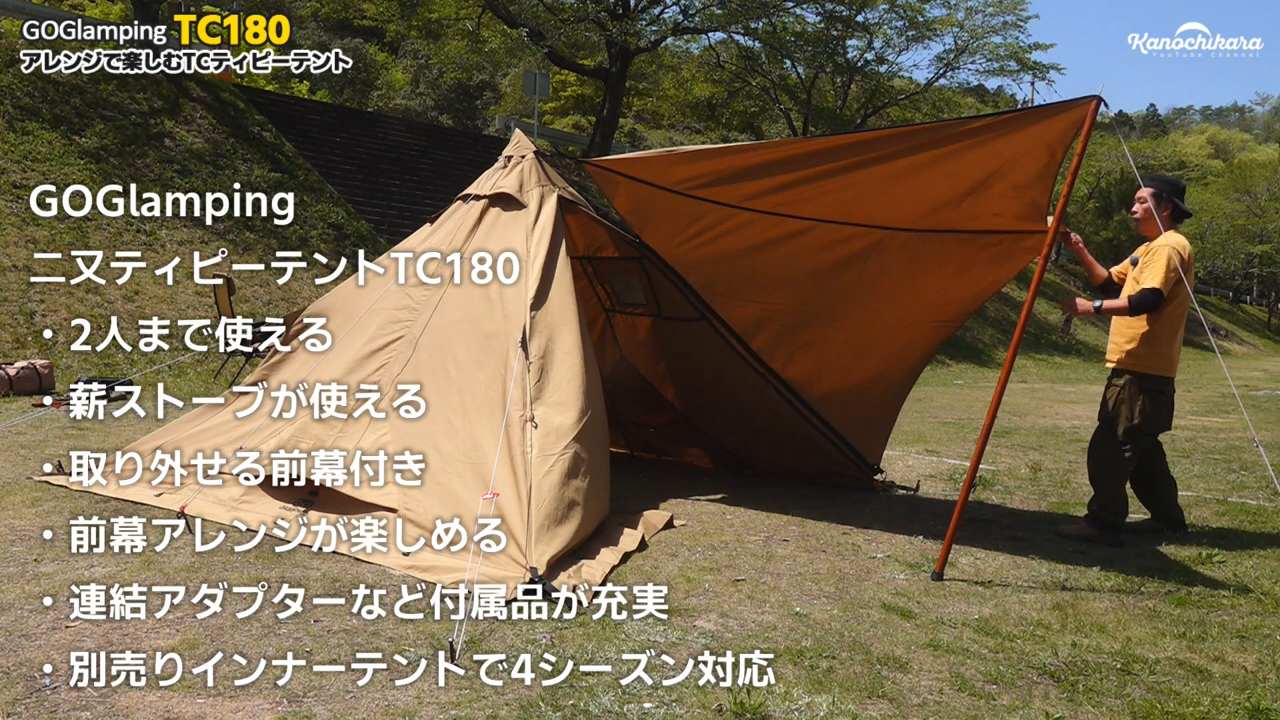 GOGlamping TC180
アレンジで楽しむTCティピーテント
Kanochikara
YouTube Channel
GOGlamping
二又ティピーテントTC180
・2人まで使える
・薪ストーブが使える
・取り外せる前幕付き
・前幕アレンジが楽しめる
・連結アダプターなど付属品が充実
・別売りインナーテントで4シーズン対応